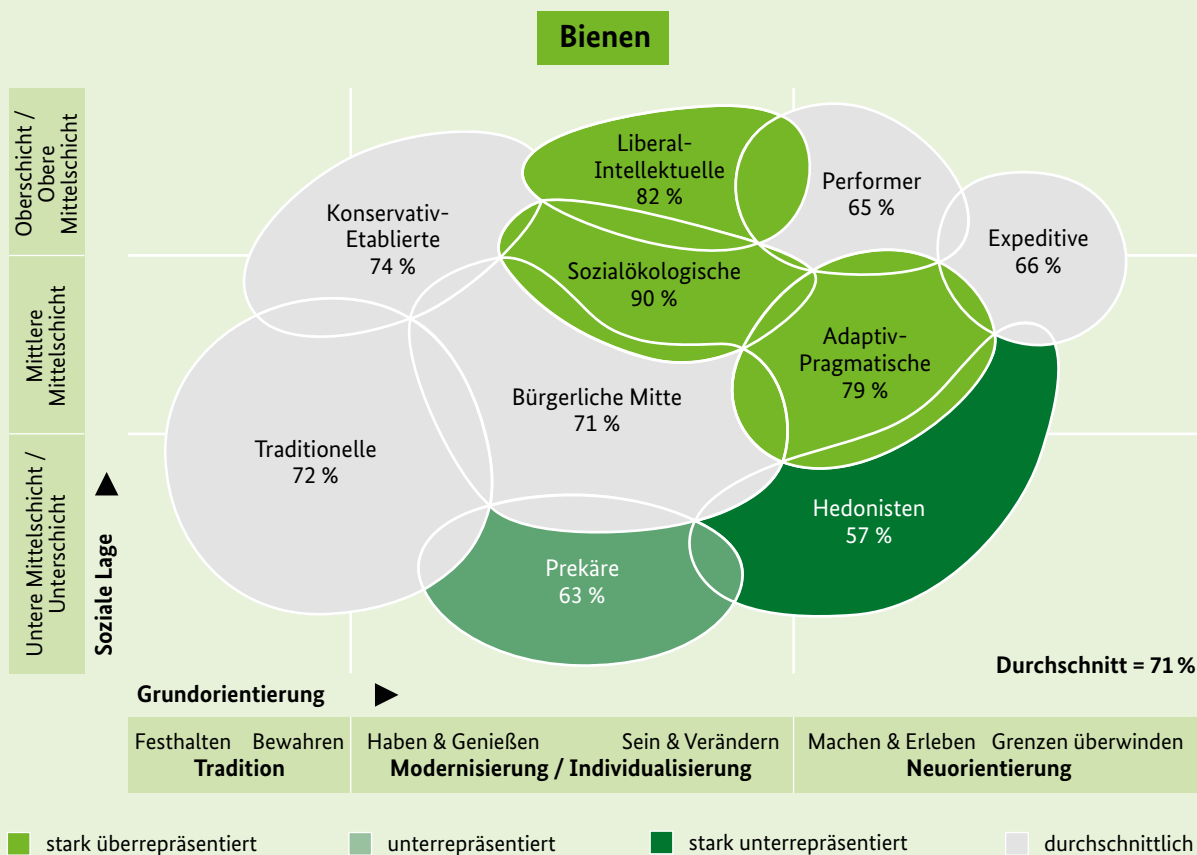 Bienen
Oberschicht /
Obere
Mittelschicht
Mittlere
Mittelschicht
Untere Mittelschicht /
Unterschicht
Soziale Lage
Liberal-
Intellektuelle
82 %
Performer
65 %
Konservativ-
Etablierte
74 %
Expeditive
66 %
Sozialökologische
90 %
Adaptiv-
Pragmatische
79 %
Bürgerliche Mitte
71 %
Traditionelle
72 %
Hedonisten
57 %
Prekäre
63 %
Durchschnitt = 71 %
Grundorientierung
Festhalten Bewahren
Tradition
Haben & Genießen Sein & Verändern
Modernisierung / Individualisierung
Machen & Erleben Grenzen überwinden
Neuorientierung
stark überrepräsentiert
unterrepräsentiert
stark unterrepräsentiert
durchschnittlich